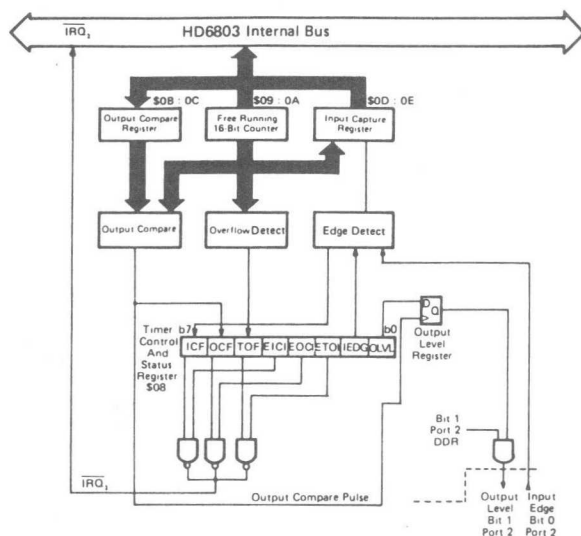 HD6803 Internal Bus
IRQ₂
$0B : 0C
$09 : 0A
$0D : 0E
Output Compare
Register
Free Running
16-Bit Counter
Input Capture
Register
Output Compare
Overflow Detect
Edge Detect
Timer
Control
And
Status
Register
$08
b7
b0
ICF OCF TOF EICI EOCI ETOI IEDG OLVL
D
Q
Output
Level
Register
Bit 1
Port 2
DDR
IRQ₂
Output Compare Pulse
Output
Level
Bit 1
Port 2
Input
Edge
Bit 0
Port 2